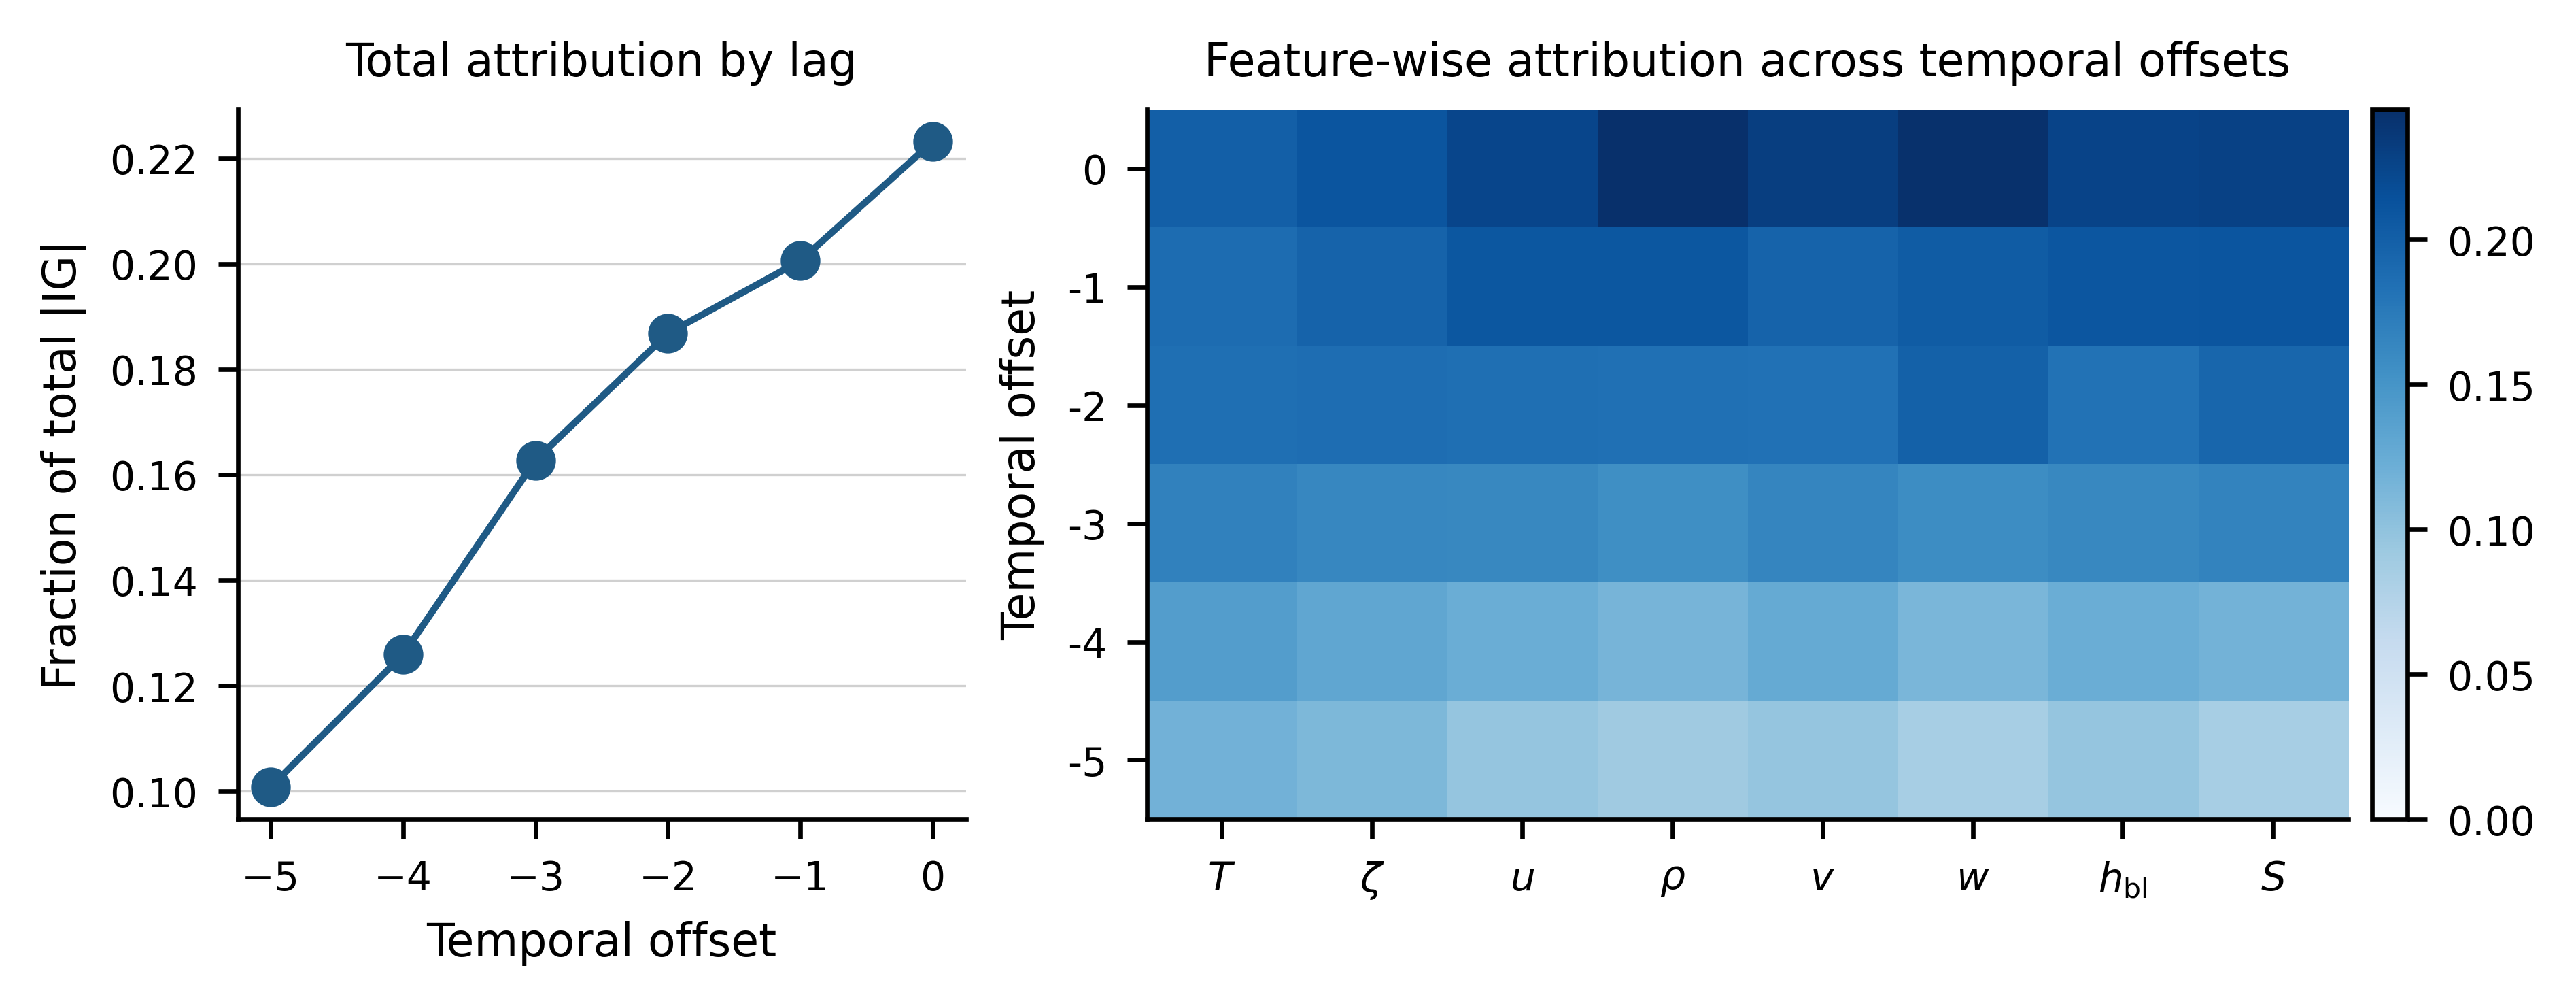 Total attribution by lag
Fraction of total |IG|
0.22
0.20
0.18
0.16
0.14
0.12
0.10
−5 −4 −3 −2 −1 0
Temporal offset
Feature-wise attribution across temporal offsets
Temporal offset
0
-1
-2
-3
-4
-5
T ζ u ρ v w h_bl S
0.20
0.15
0.10
0.05
0.00